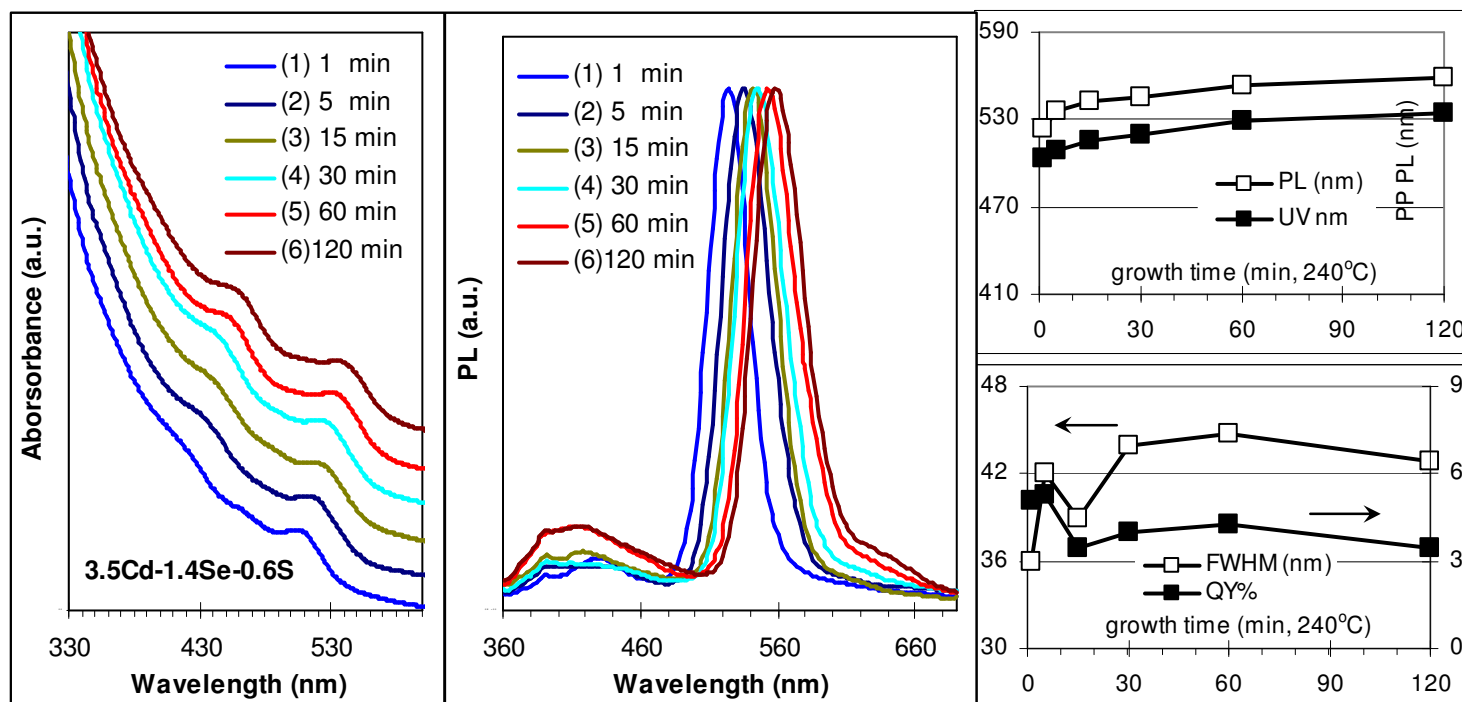 Aborsorbance (a.u.)
(1) 1 min
(2) 5 min
(3) 15 min
(4) 30 min
(5) 60 min
(6)120 min
3.5Cd-1.4Se-0.6S
330 430 530
Wavelength (nm)
PL (a.u.)
(1) 1 min
(2) 5 min
(3) 15 min
(4) 30 min
(5) 60 min
(6)120 min
360 460 560 660
Wavelength (nm)
590
530
470
410
PP PL (nm)
PL (nm)
UV nm
growth time (min, 240°C)
0 30 60 90 120
48 9
42 6
36 3
30 0
FWHM (nm)
QY%
growth time (min, 240°C)
0 30 60 90 120